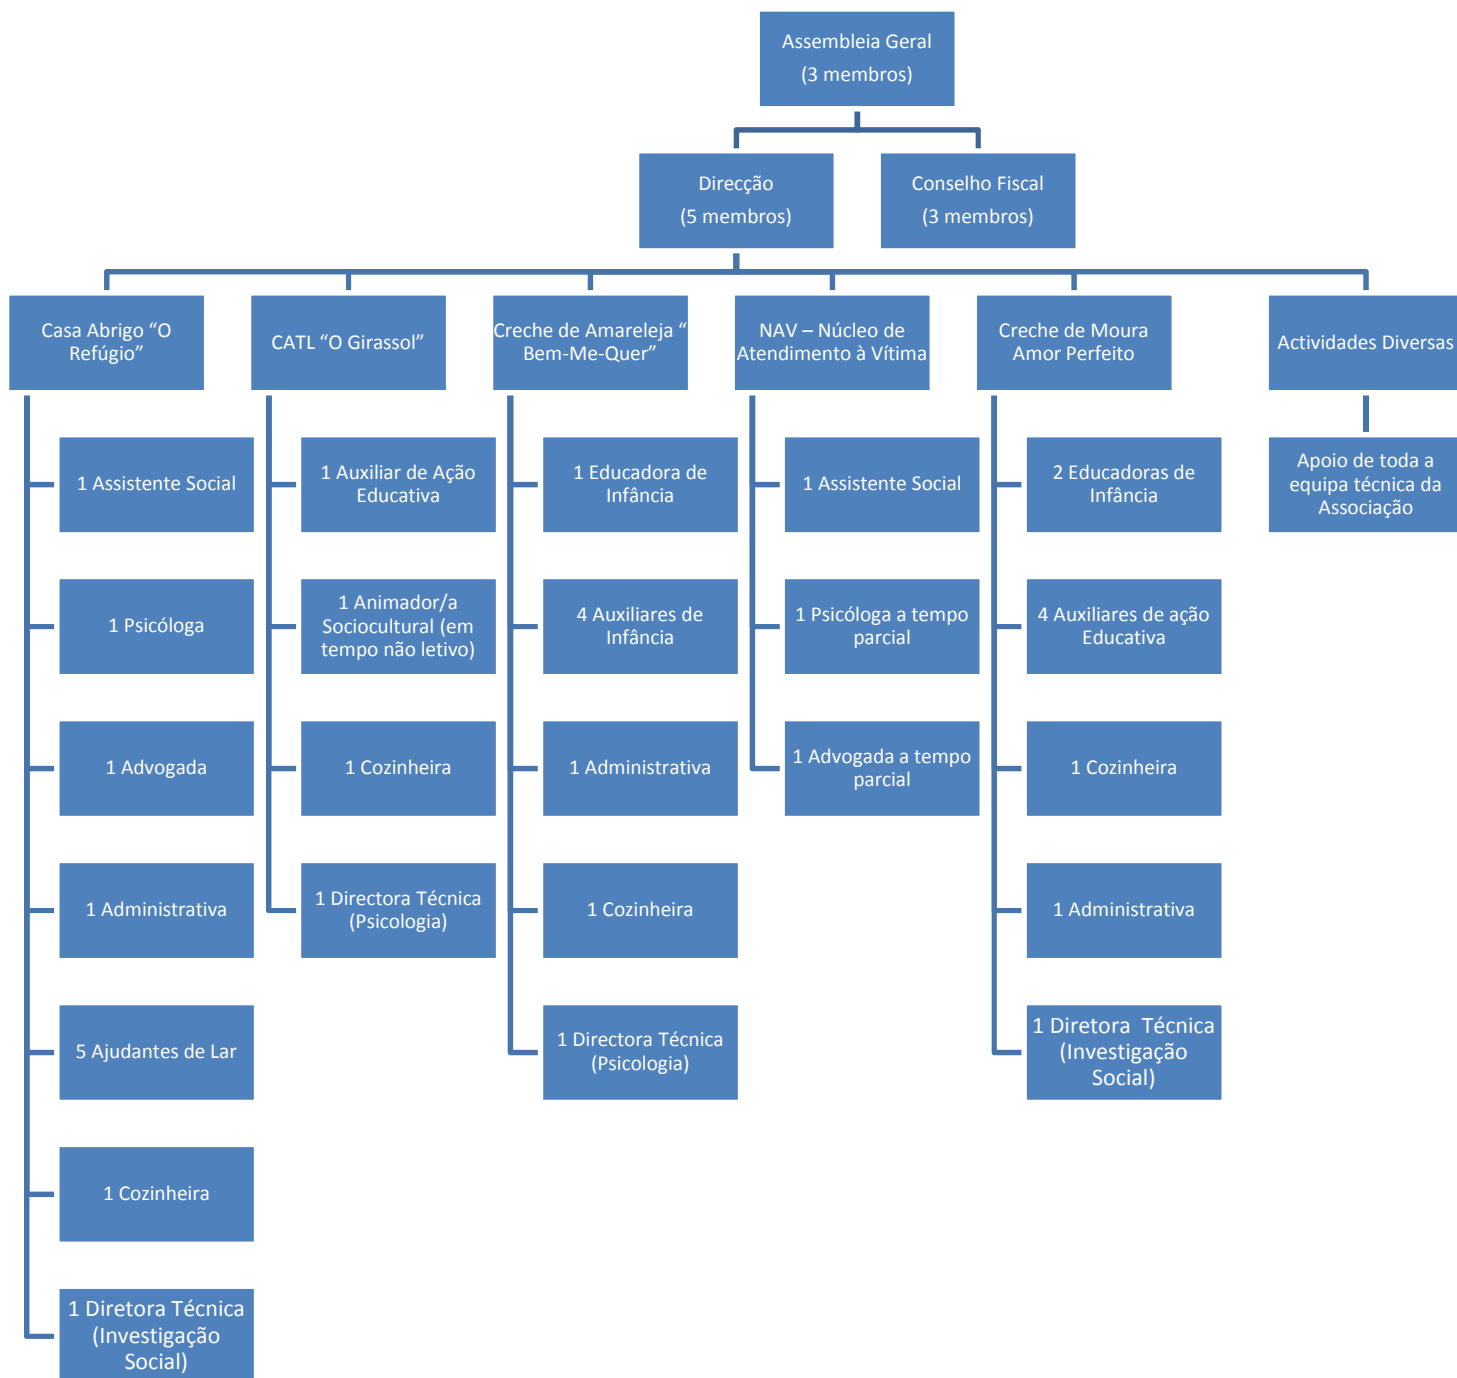 Assembleia Geral
(3 membros)
Direcção
(5 membros)
Conselho Fiscal
(3 membros)
Casa Abrigo “O
Refúgio”
CATL “O Girassol”
Creche de Amareleja “
Bem-Me-Quer”
NAV – Núcleo de
Atendimento à Vítima
Creche de Moura
Amor Perfeito
Actividades Diversas
1 Assistente Social
1 Psicóloga
1 Advogada
1 Administrativa
5 Ajudantes de Lar
1 Cozinheira
1 Diretora Técnica
(Investigação
Social)
1 Auxiliar de Ação
Educativa
1 Animador/a
Sociocultural (em
tempo não letivo)
1 Cozinheira
1 Directora Técnica
(Psicologia)
1 Educadora de
Infância
4 Auxiliares de
Infância
1 Administrativa
1 Cozinheira
1 Directora Técnica
(Psicologia)
1 Assistente Social
1 Psicóloga a tempo
parcial
1 Advogada a tempo
parcial
2 Educadoras de
Infância
4 Auxiliares de ação
Educativa
1 Cozinheira
1 Administrativa
1 Diretora  Técnica
(Investigação
Social)
Apoio de toda a
equipa técnica da
Associação